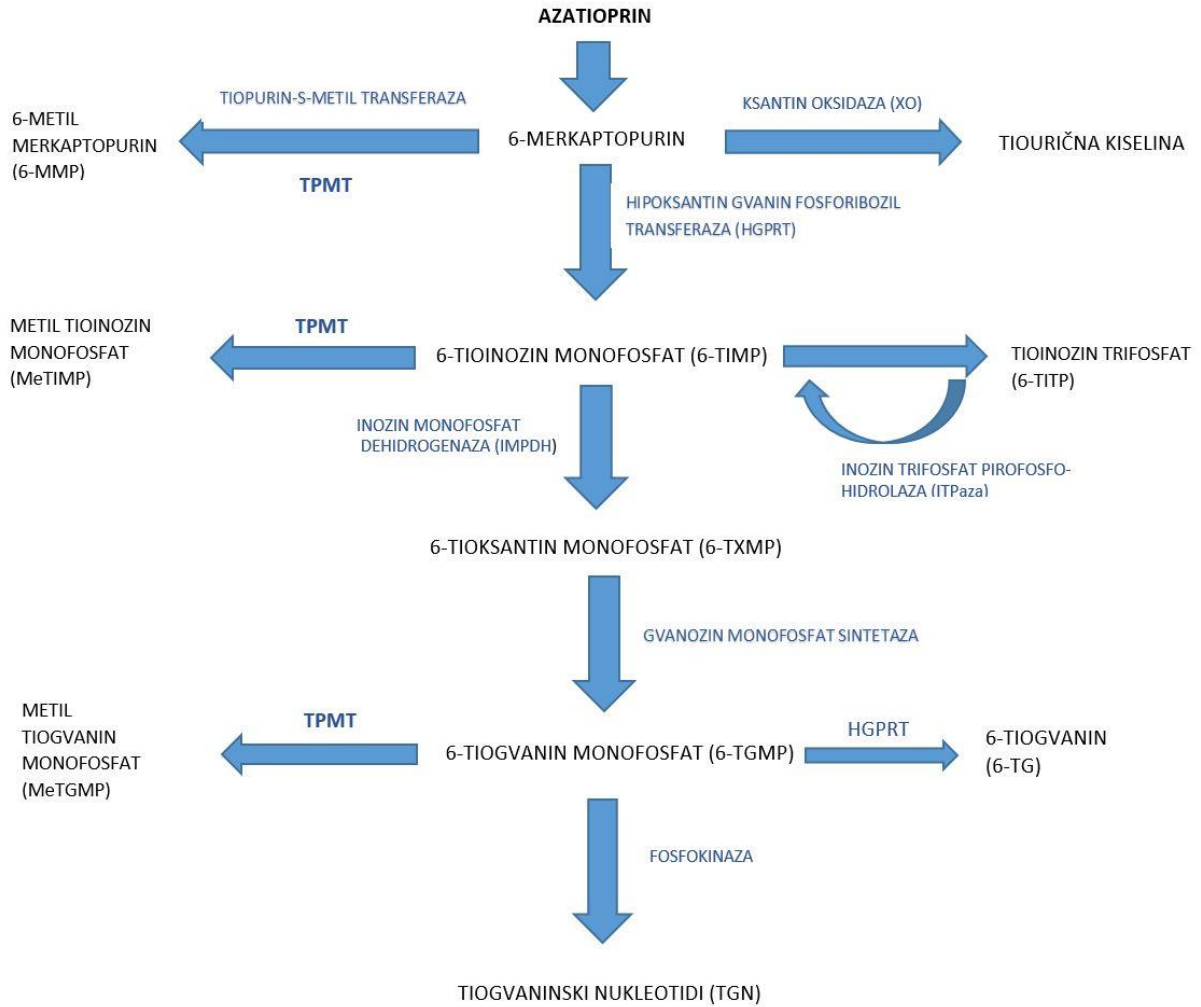 AZATIOPRIN
TIOPURIN-S-METIL TRANSFERAZA
KSANTIN OKSIDAZA (XO)
6-METIL
MERKAPTOPURIN
(6-MMP)
6-MERKAPTOPURIN
TIOURIČNA KISELINA
TPMT
HIPOKSANTIN GVANIN FOSFORIBOZIL
TRANSFERAZA (HGPRT)
METIL TIOINOZIN
MONOFOSFAT
(MeTIMP)
TPMT
6-TIOINOZIN MONOFOSFAT (6-TIMP)
TIOINOZIN TRIFOSFAT
(6-TITP)
INOZIN MONOFOSFAT
DEHIDROGENAZA (IMPDH)
INOZIN TRIFOSFAT PIROFOSFO-
HIDROLAZA (ITPaza)
6-TIOKSANTIN MONOFOSFAT (6-TXMP)
GVANOZIN MONOFOSFAT SINTETAZA
METIL
TIOGVANIN
MONOFOSFAT
(MeTGMP)
TPMT
6-TIOGVANIN MONOFOSFAT (6-TGMP)
HGPRT
6-TIOGVANIN
(6-TG)
FOSFOKINAZA
TIOGVANINSKI NUKLEOTIDI (TGN)